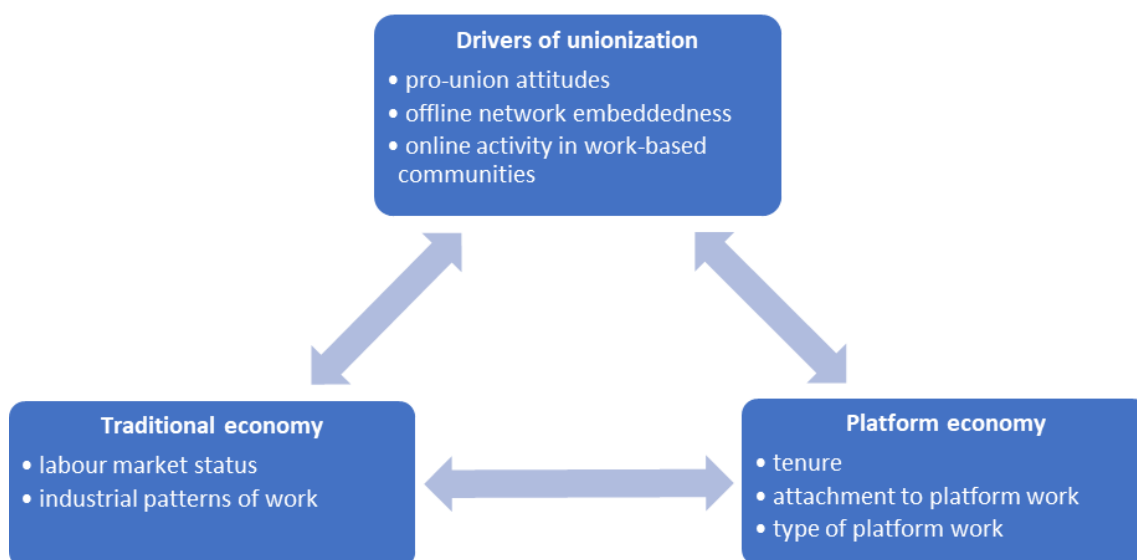 Drivers of unionization
• pro-union attitudes
• offline network embeddedness
• online activity in work-based
communities
Traditional economy
• labour market status
• industrial patterns of work
Platform economy
• tenure
• attachment to platform work
• type of platform work